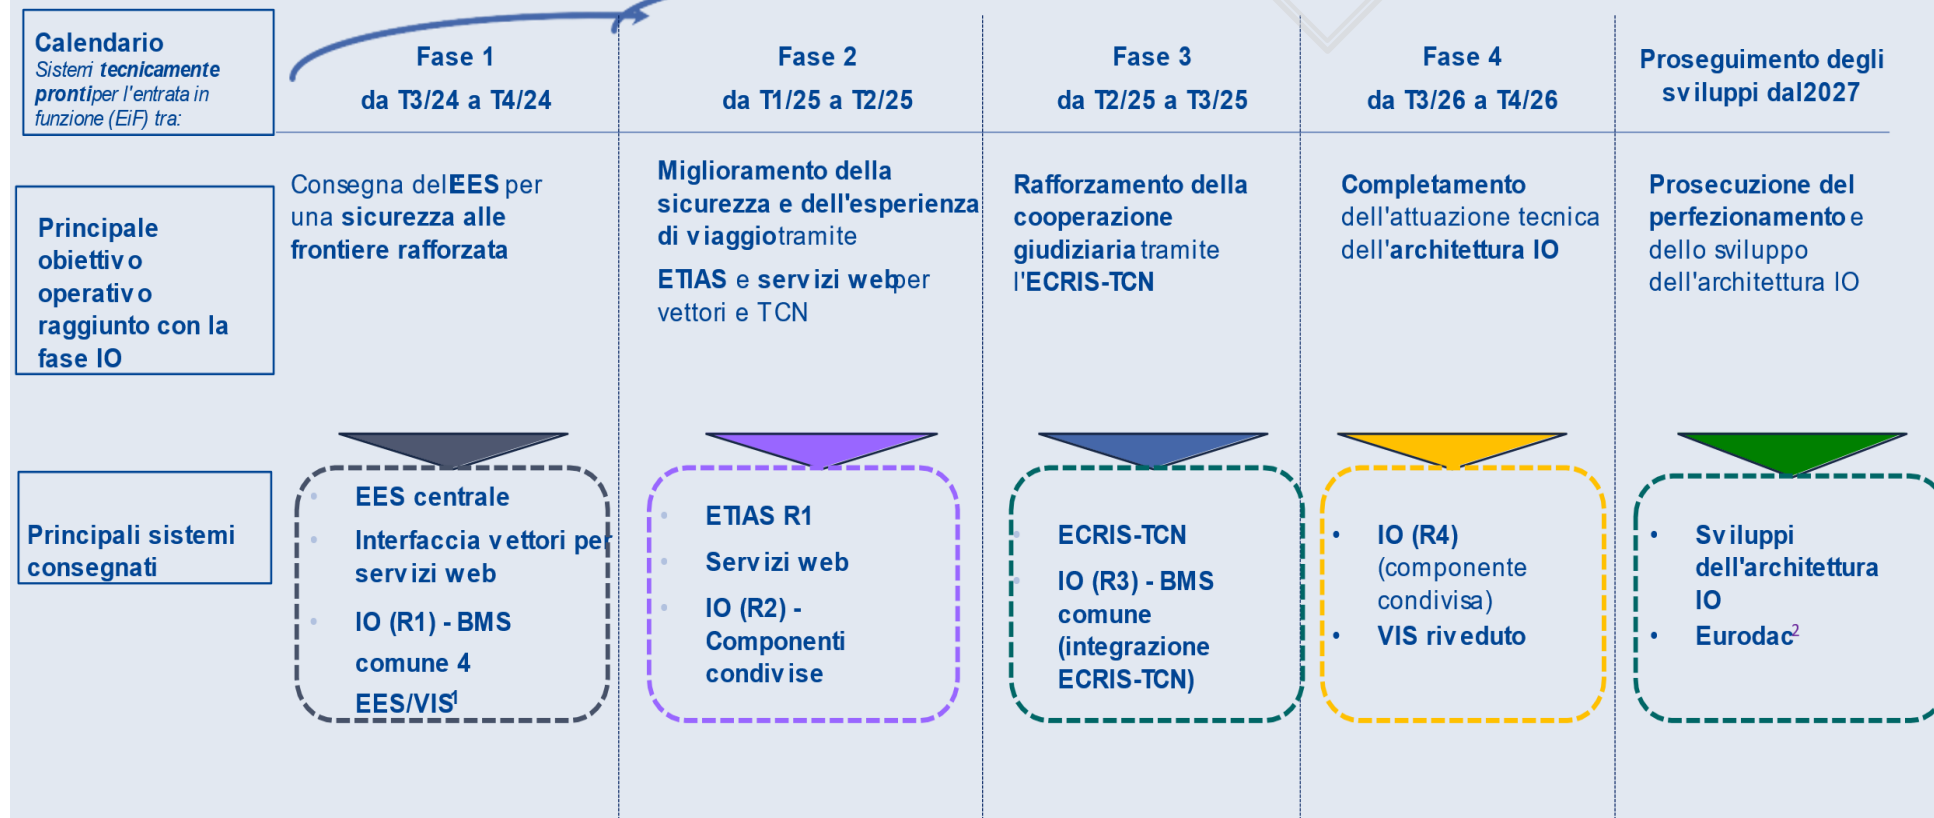 Calendario
Sistemi tecnicamente
pronti per l'entrata in
funzione (EiF) tra:
Fase 1
da T3/24 a T4/24
Fase 2
da T1/25 a T2/25
Fase 3
da T2/25 a T3/25
Fase 4
da T3/26 a T4/26
Proseguimento degli
sviluppi dal 2027
Principale
obiettivo
operativo
raggiunto con la
fase IO
Consegna dell'EES per
una sicurezza alle
frontiere rafforzata
Miglioramento della
sicurezza e dell'esperienza
di viaggio tramite
ETIAS e servizi web per
vettori e TCN
Rafforzamento della
cooperazione
giudiziaria tramite
l'ECRIS-TCN
Completamento
dell'attuazione tecnica
dell'architettura IO
Prosecuzione del
perfezionamento e
dello sviluppo
dell'architettura IO
Principali sistemi
consegnati
• EES centrale
• Interfaccia vettori per
servizi web
• IO (R1) - BMS
comune 4
EES/VIS1
• ETIAS R1
• Servizi web
• IO (R2) -
Componenti
condivise
• ECRIS-TCN
• IO (R3) - BMS
comune
(integrazione
ECRIS-TCN)
• IO (R4)
(componente
condivisa)
• VIS riveduto
• Sviluppi
dell'architettura
IO
• Eurodac2